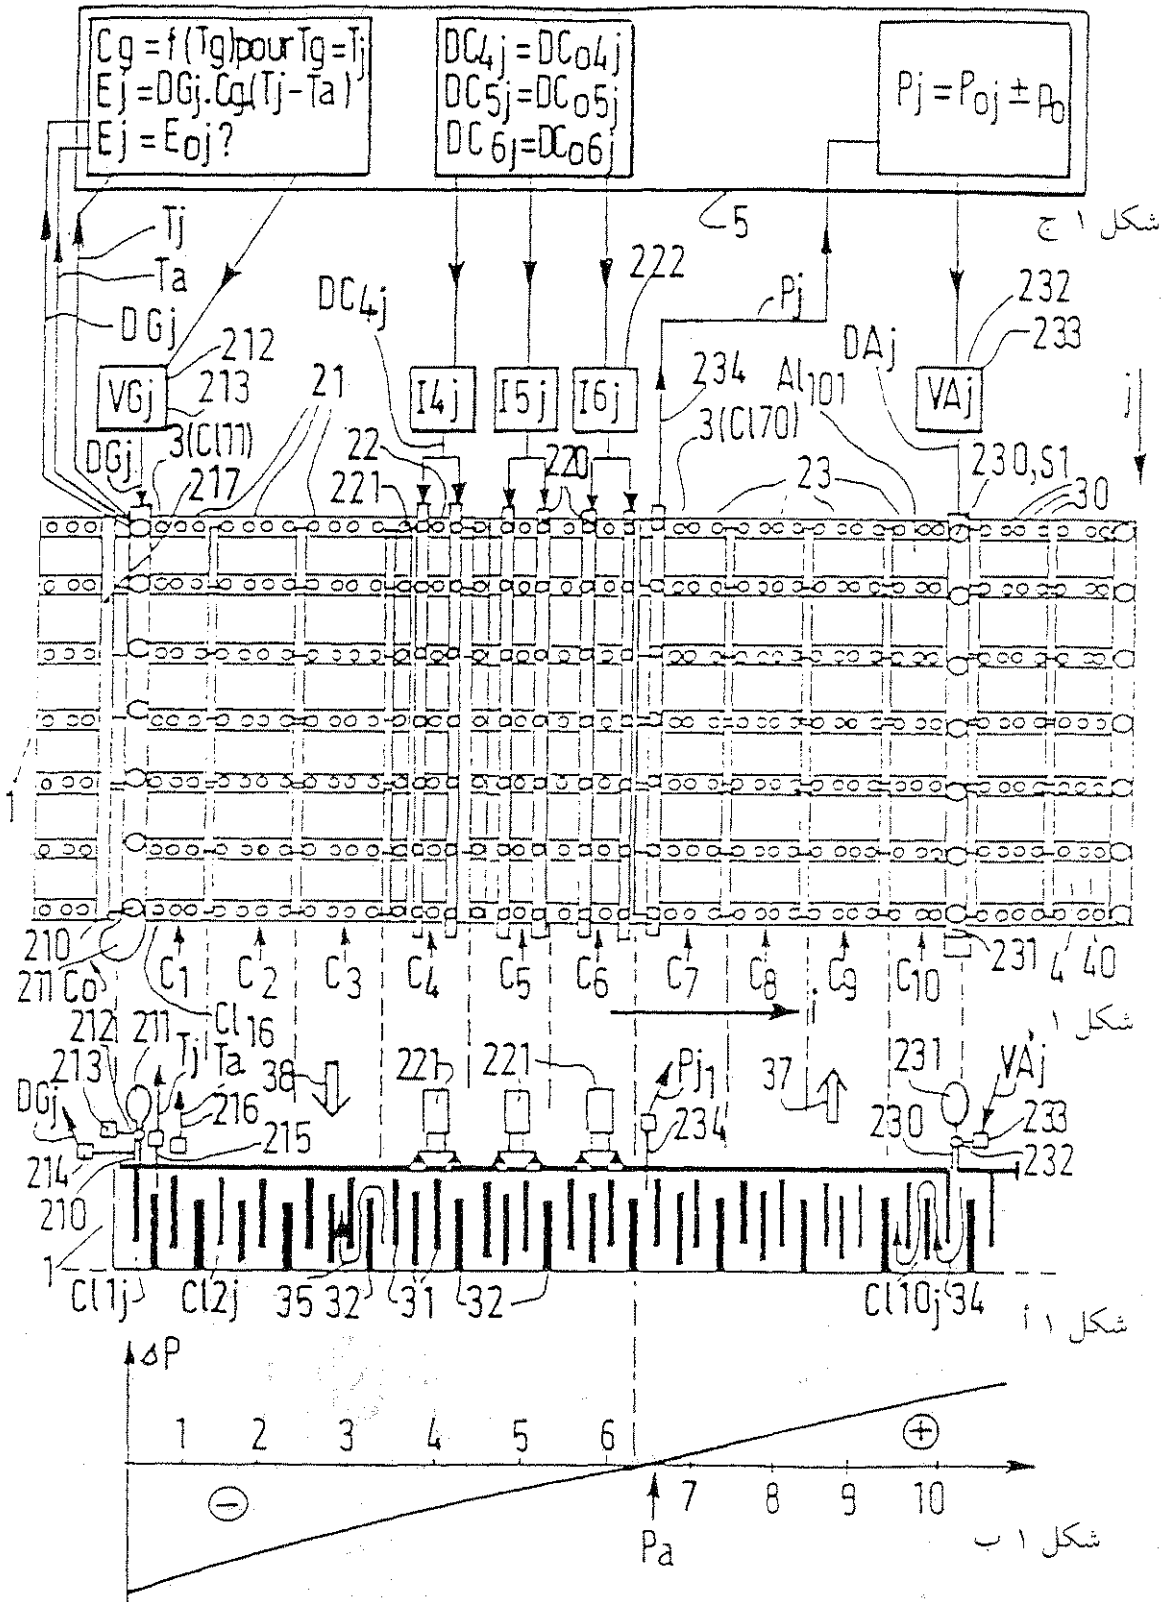 Cg = f(Tg) pour Tg = Tj
Ej = DGj.Cg(Tj-Ta)
Ej = Eoj?
DC4j = DCo4j
DC5j = DCo5j
DC6j = DCo6j
Pj = Poj ± po
5
شكل ١ ج
Tj
Ta
DGj
DC4j
222
Pj
DAj
232
233
VGj
212
213
21
I4j
I5j
I6j
234
Al101
VAj
j
DGj
3(Cl11)
217
22
221
220
3(Cl70)
23
230,S1
30
1
210
211
Co
C1
C2
C3
C4
C5
C6
C7
C8
C9
C10
231
4
40
Cl16
i
شكل ١
212
211
Tj
Ta
213
DGj
216
38
221
221
Pj1
37
231
VAj
214
215
234
230
233
232
210
1
Cl1j
Cl2j
35
32
31
32
Cl10j
34
شكل ١ أ
ΔP
1 2 3 4 5 6
+
−
7 8 9 10
Pa
شكل ١ ب